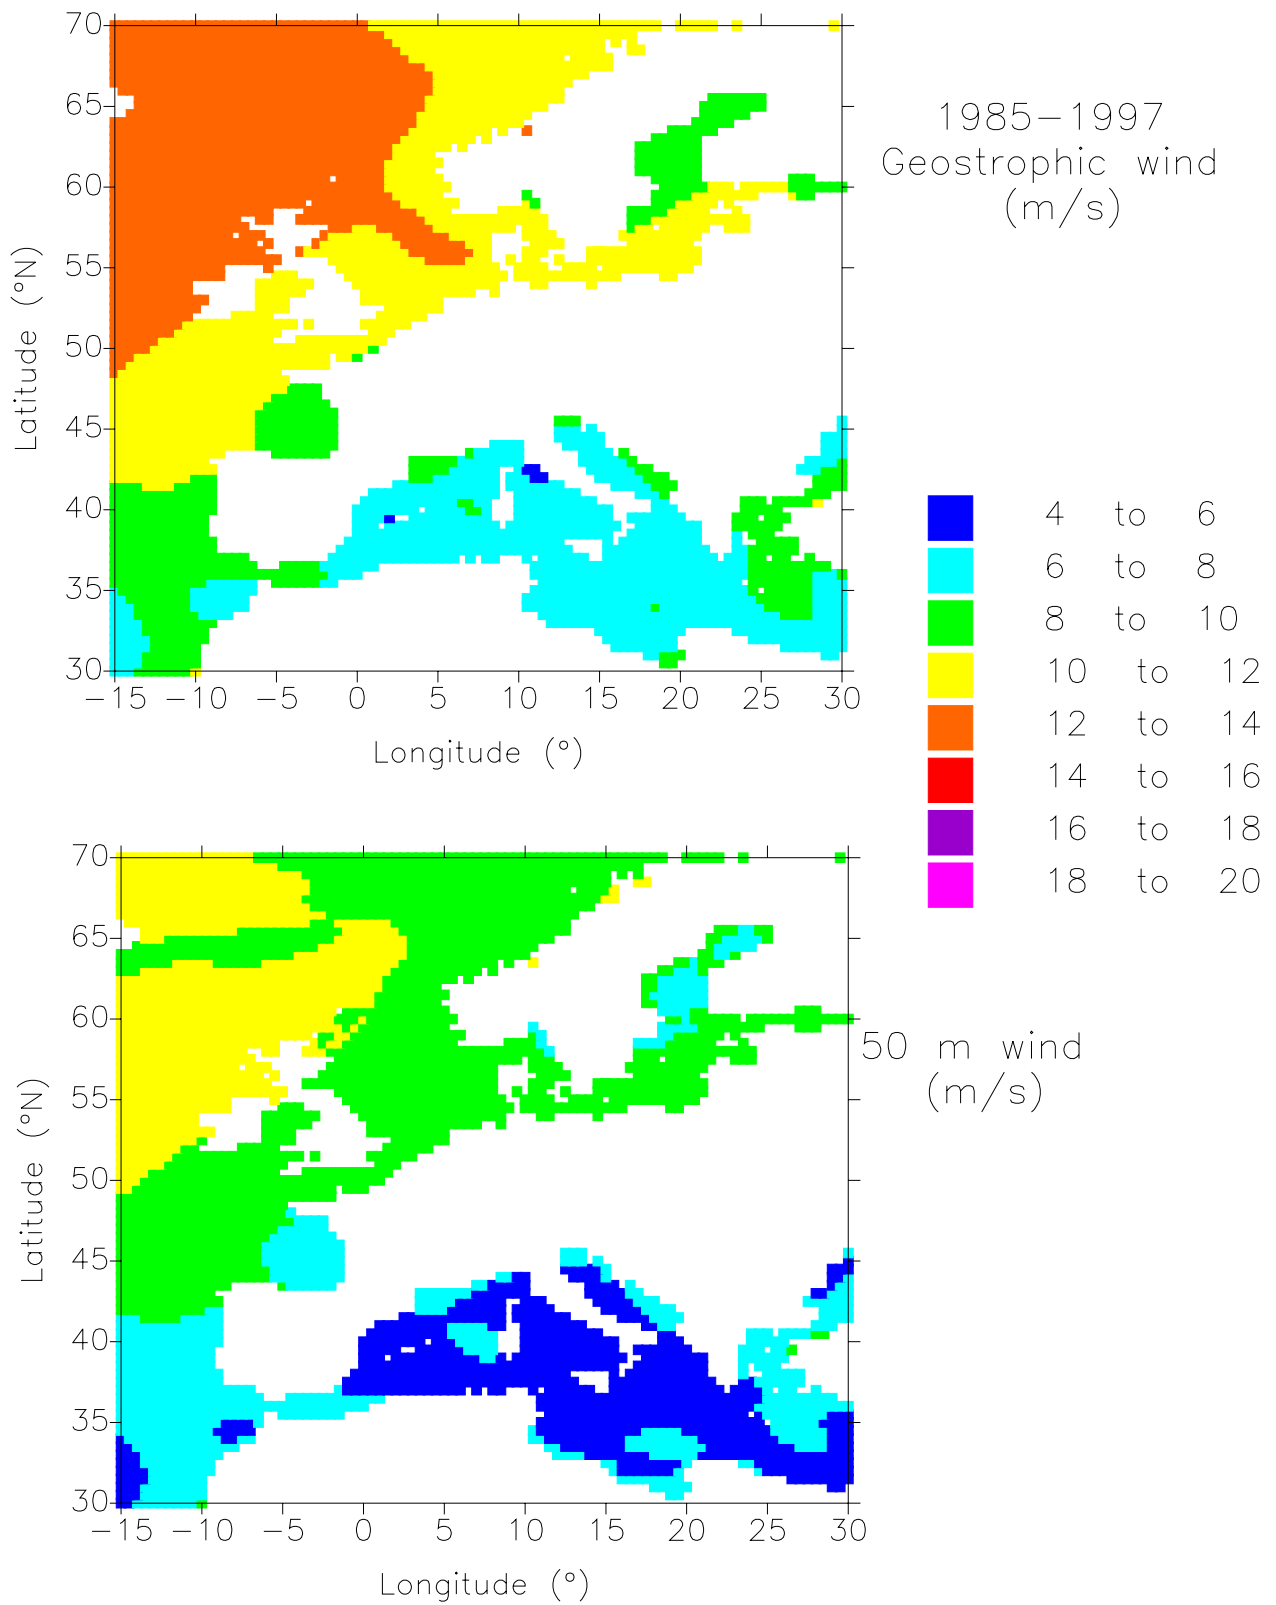 70
65
60
55
50
45
40
35
30
Latitude (°N)
−15 −10 −5 0 5 10 15 20 25 30
Longitude (°)
1985−1997
Geostrophic wind
(m/s)
4 to 6
6 to 8
8 to 10
10 to 12
12 to 14
14 to 16
16 to 18
18 to 20
70
65
60
55
50
45
40
35
30
Latitude (°N)
−15 −10 −5 0 5 10 15 20 25 30
Longitude (°)
50 m wind
(m/s)